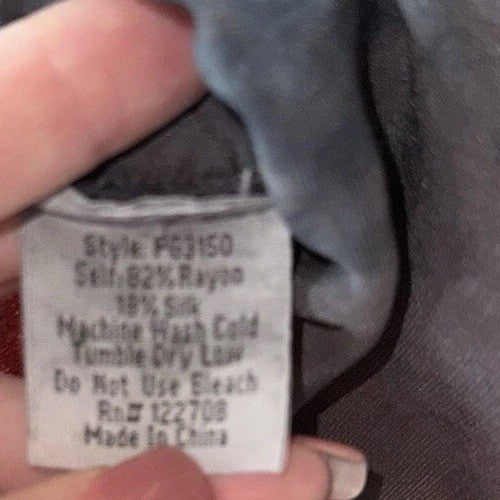 Style: PG3150
Self: 82% Rayon
18% Silk
Machine Wash Cold
Tumble Dry Low
Do Not Use Bleach
Rn# 122708
Made In China